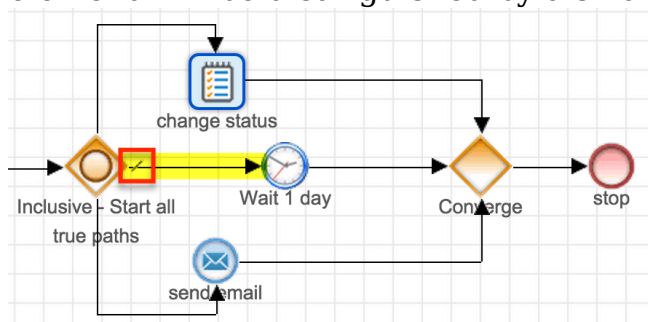 change status
Inclusive - Start all
true paths
Wait 1 day
Converge
stop
send email